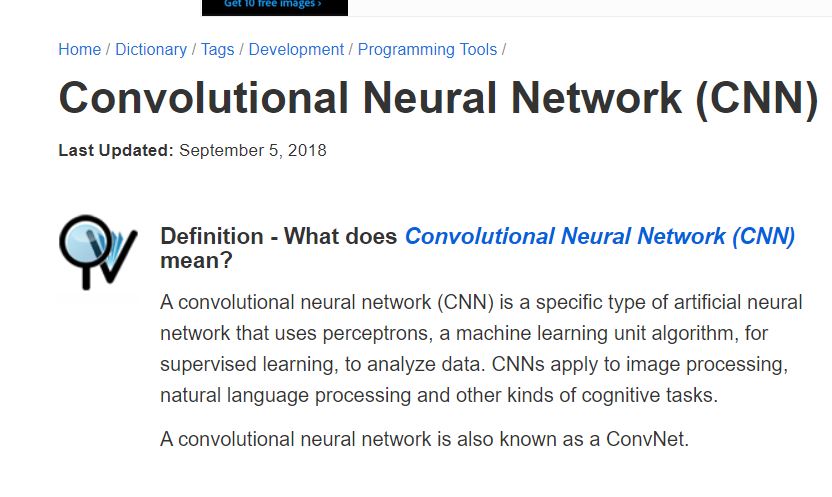 Get 10 free images ›
Home / Dictionary / Tags / Development / Programming Tools /
Convolutional Neural Network (CNN)
Last Updated: September 5, 2018
Definition - What does Convolutional Neural Network (CNN)
mean?
A convolutional neural network (CNN) is a specific type of artificial neural
network that uses perceptrons, a machine learning unit algorithm, for
supervised learning, to analyze data. CNNs apply to image processing,
natural language processing and other kinds of cognitive tasks.
A convolutional neural network is also known as a ConvNet.